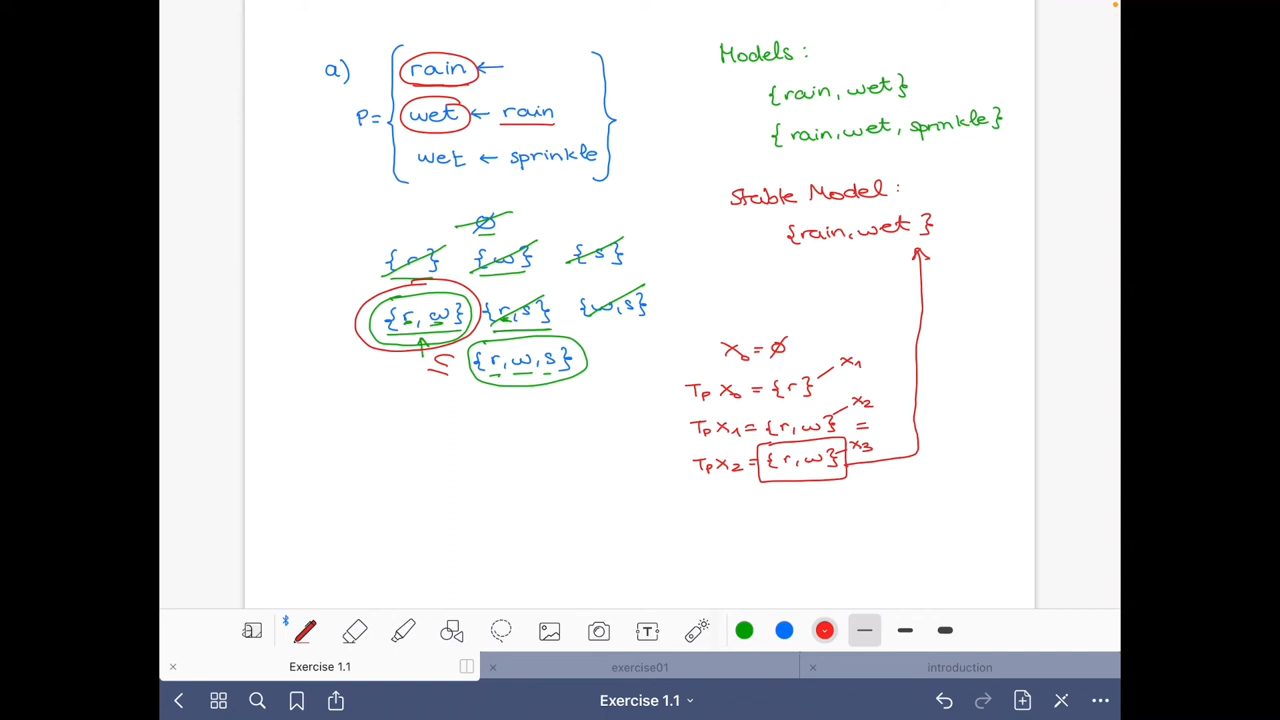 a)
P =
rain ←
wet ← rain
wet ← sprinkle
∅
{r} {w} {s}
{r, w} {r,s} {w,s}
⊆ {r, w, s}
Models :
{rain, wet}
{rain, wet, sprinkle}
Stable Model :
{rain, wet}
X₀ = ∅
Tₚ X₀ = {r} X₁
Tₚ X₁ = {r, w} X₂ =
Tₚ X₂ = {r, w} X₃
T
Exercise 1.1
exercise01
introduction
Exercise 1.1